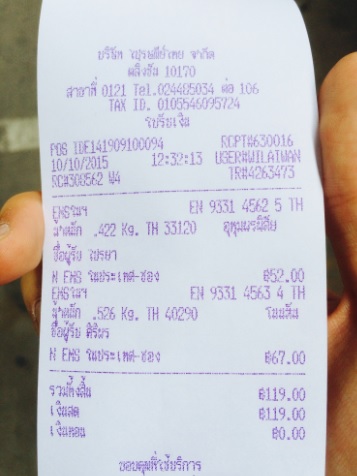 บริษัท ไปรษณีย์ไทย จำกัด
ตลิ่งชัน 10170
สาขาที่ 0121 Tel.024485034 ต่อ 106
TAX ID. 0105546095724
ใบรับเงิน
POS IDE141909100094 RCPT#630016
10/10/2015 12:32:13 USER#WILATWAN
RC#300562 W4 TR#4263473
EMSในฯ EN 9331 4562 5 TH
น้ำหนัก .422 Kg. TH 33120 อุทุมพรพิสัย
ชื่อผู้รับ ไพรยา
N EMS ในประเทศ-ซอง ฿52.00
EMSในฯ EN 9331 4563 4 TH
น้ำหนัก .526 Kg. TH 40290 โนนศิลา
ชื่อผู้รับ
N EMS ในประเทศ-ซอง ฿67.00
รวมทั้งสิ้น ฿119.00
เงินสด ฿119.00
เงินทอน ฿0.00
ขอบคุณที่ใช้บริการ